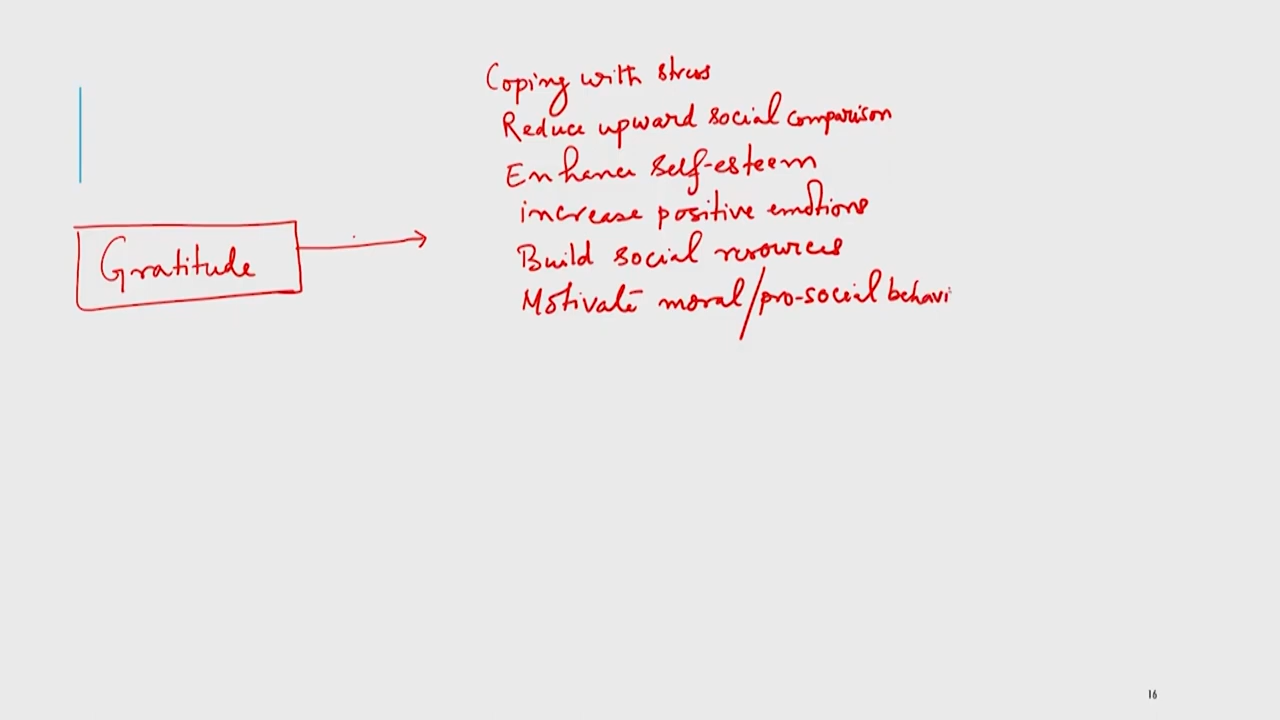 Coping with stress
Reduce upward social comparison
Enhance self-esteem
increase positive emotions
Gratitude
Build social resources
Motivate moral/pro-social behavi
16